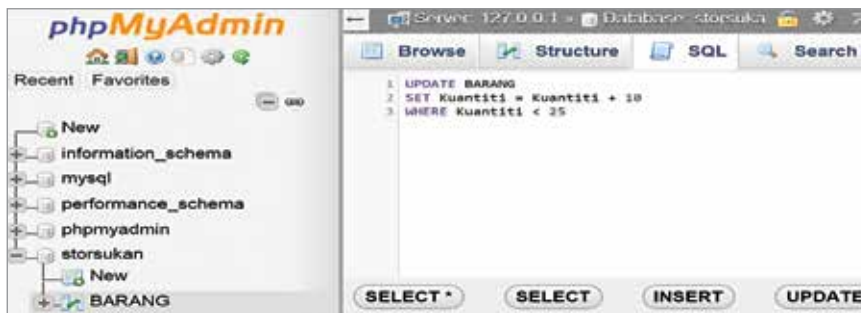 phpMyAdmin
Recent Favorites
New
information_schema
mysql
performance_schema
phpmyadmin
storsukan
New
BARANG
Server: 127.0.0.1 » Database: storsuka
Browse Structure SQL Search
1 UPDATE BARANG
2 SET Kuantiti = Kuantiti + 10
3 WHERE Kuantiti < 25
SELECT * SELECT INSERT UPDATE